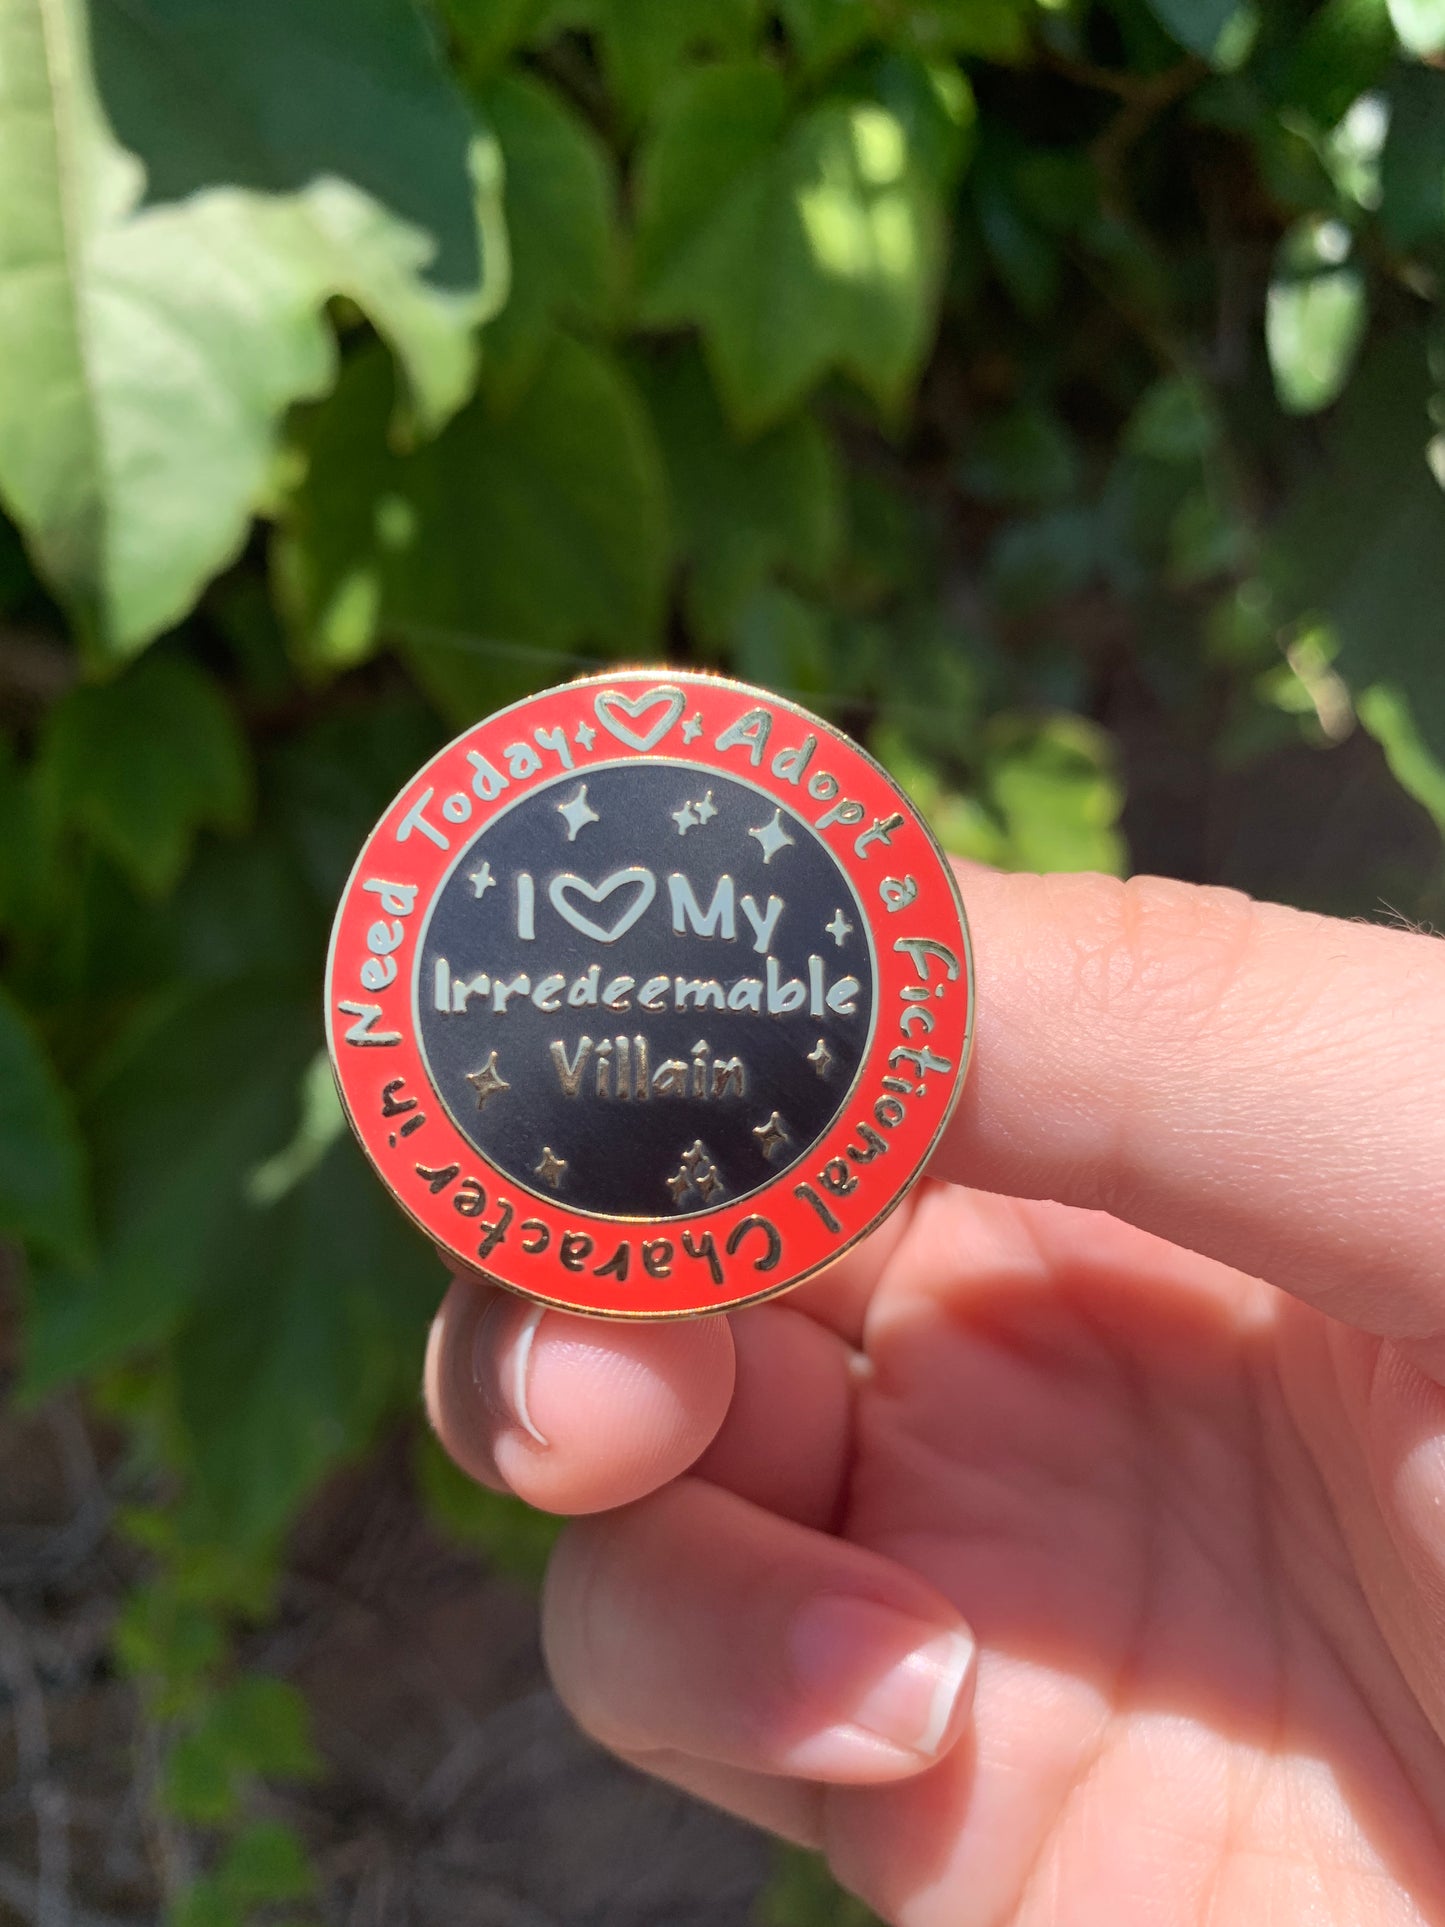 Adopt a Fictional Character in Need Today
I ♡ My
Irredeemable
Villain